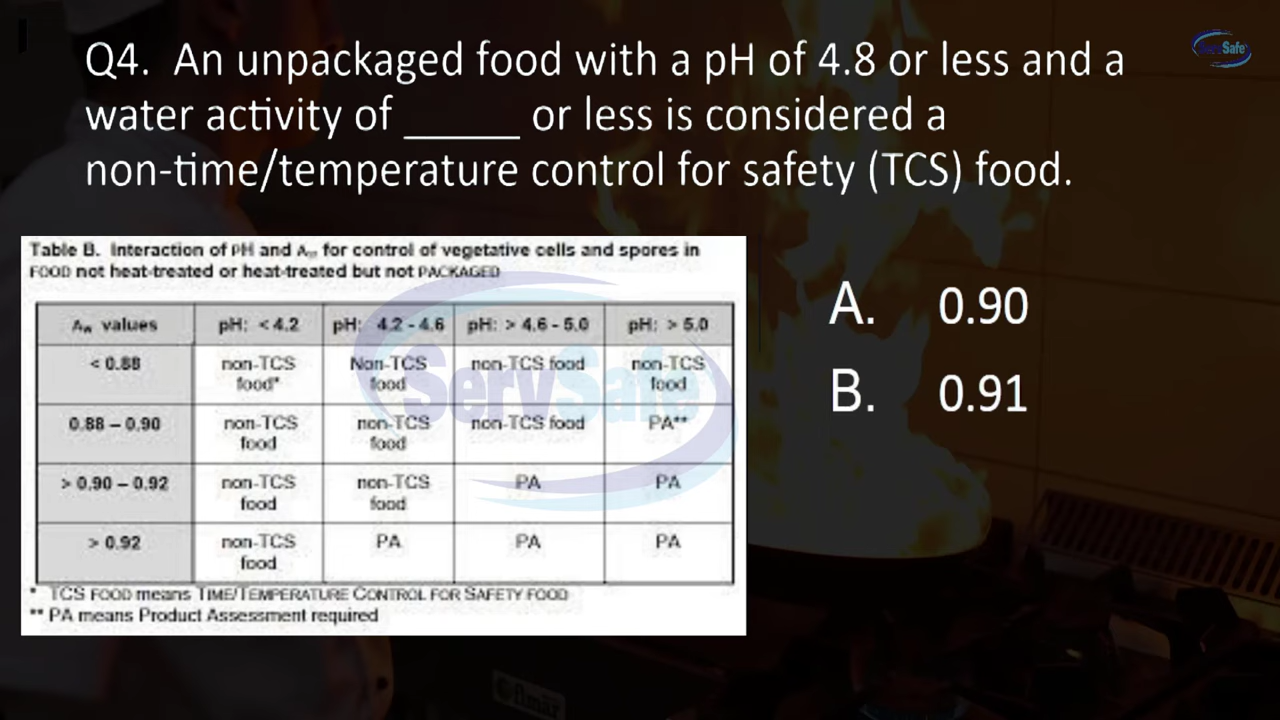 Q4. An unpackaged food with a pH of 4.8 or less and a
ServSafe
water activity of _____ or less is considered a
non-time/temperature control for safety (TCS) food.
Table B. Interaction of PH and Aw for control of vegetative cells and spores in
FOOD not heat-treated or heat-treated but not PACKAGED
Aw values pH: <4.2 pH: 4.2 - 4.6 pH: > 4.6 - 5.0 pH: > 5.0
< 0.88 non-TCS food* Non-TCS food non-TCS food non-TCS food
0.88 – 0.90 non-TCS food non-TCS food non-TCS food PA**
> 0.90 – 0.92 non-TCS food non-TCS food PA PA
> 0.92 non-TCS food PA PA PA
* TCS FOOD means TIME/TEMPERATURE CONTROL FOR SAFETY FOOD
** PA means Product Assessment required
ServSafe
A. 0.90
B. 0.91